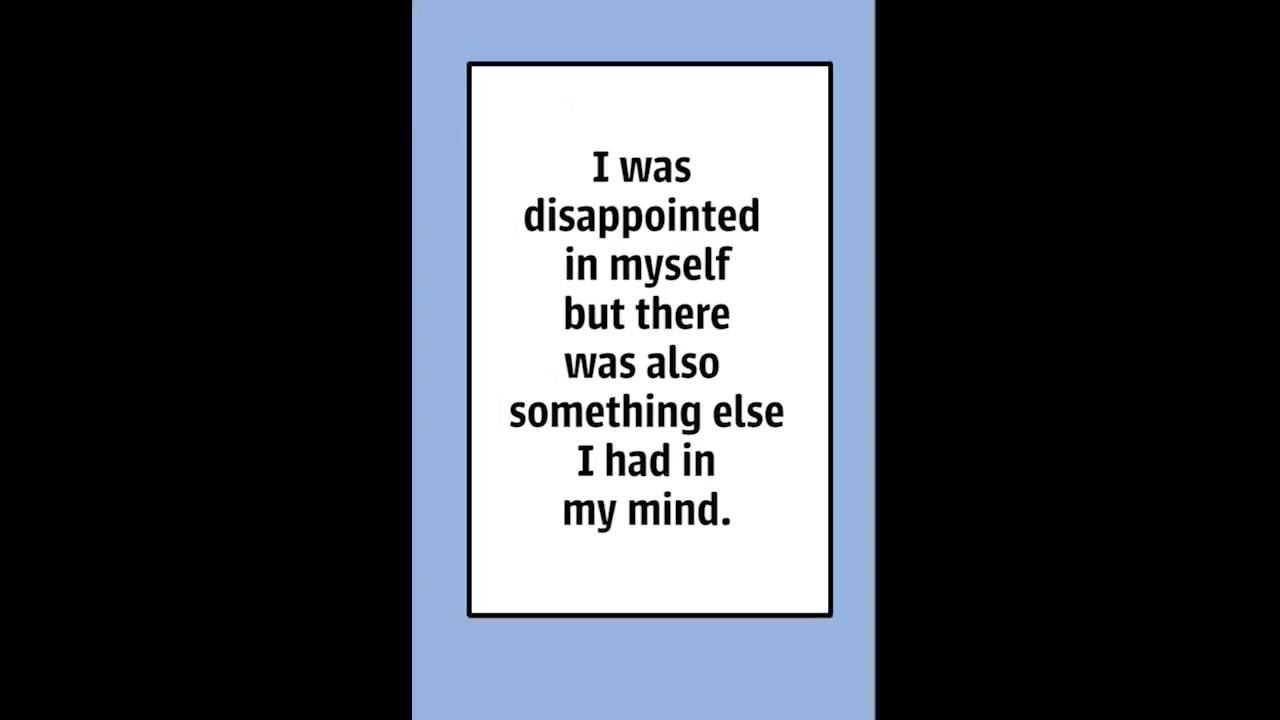 I was
disappointed
in myself
but there
was also
something else
I had in
my mind.